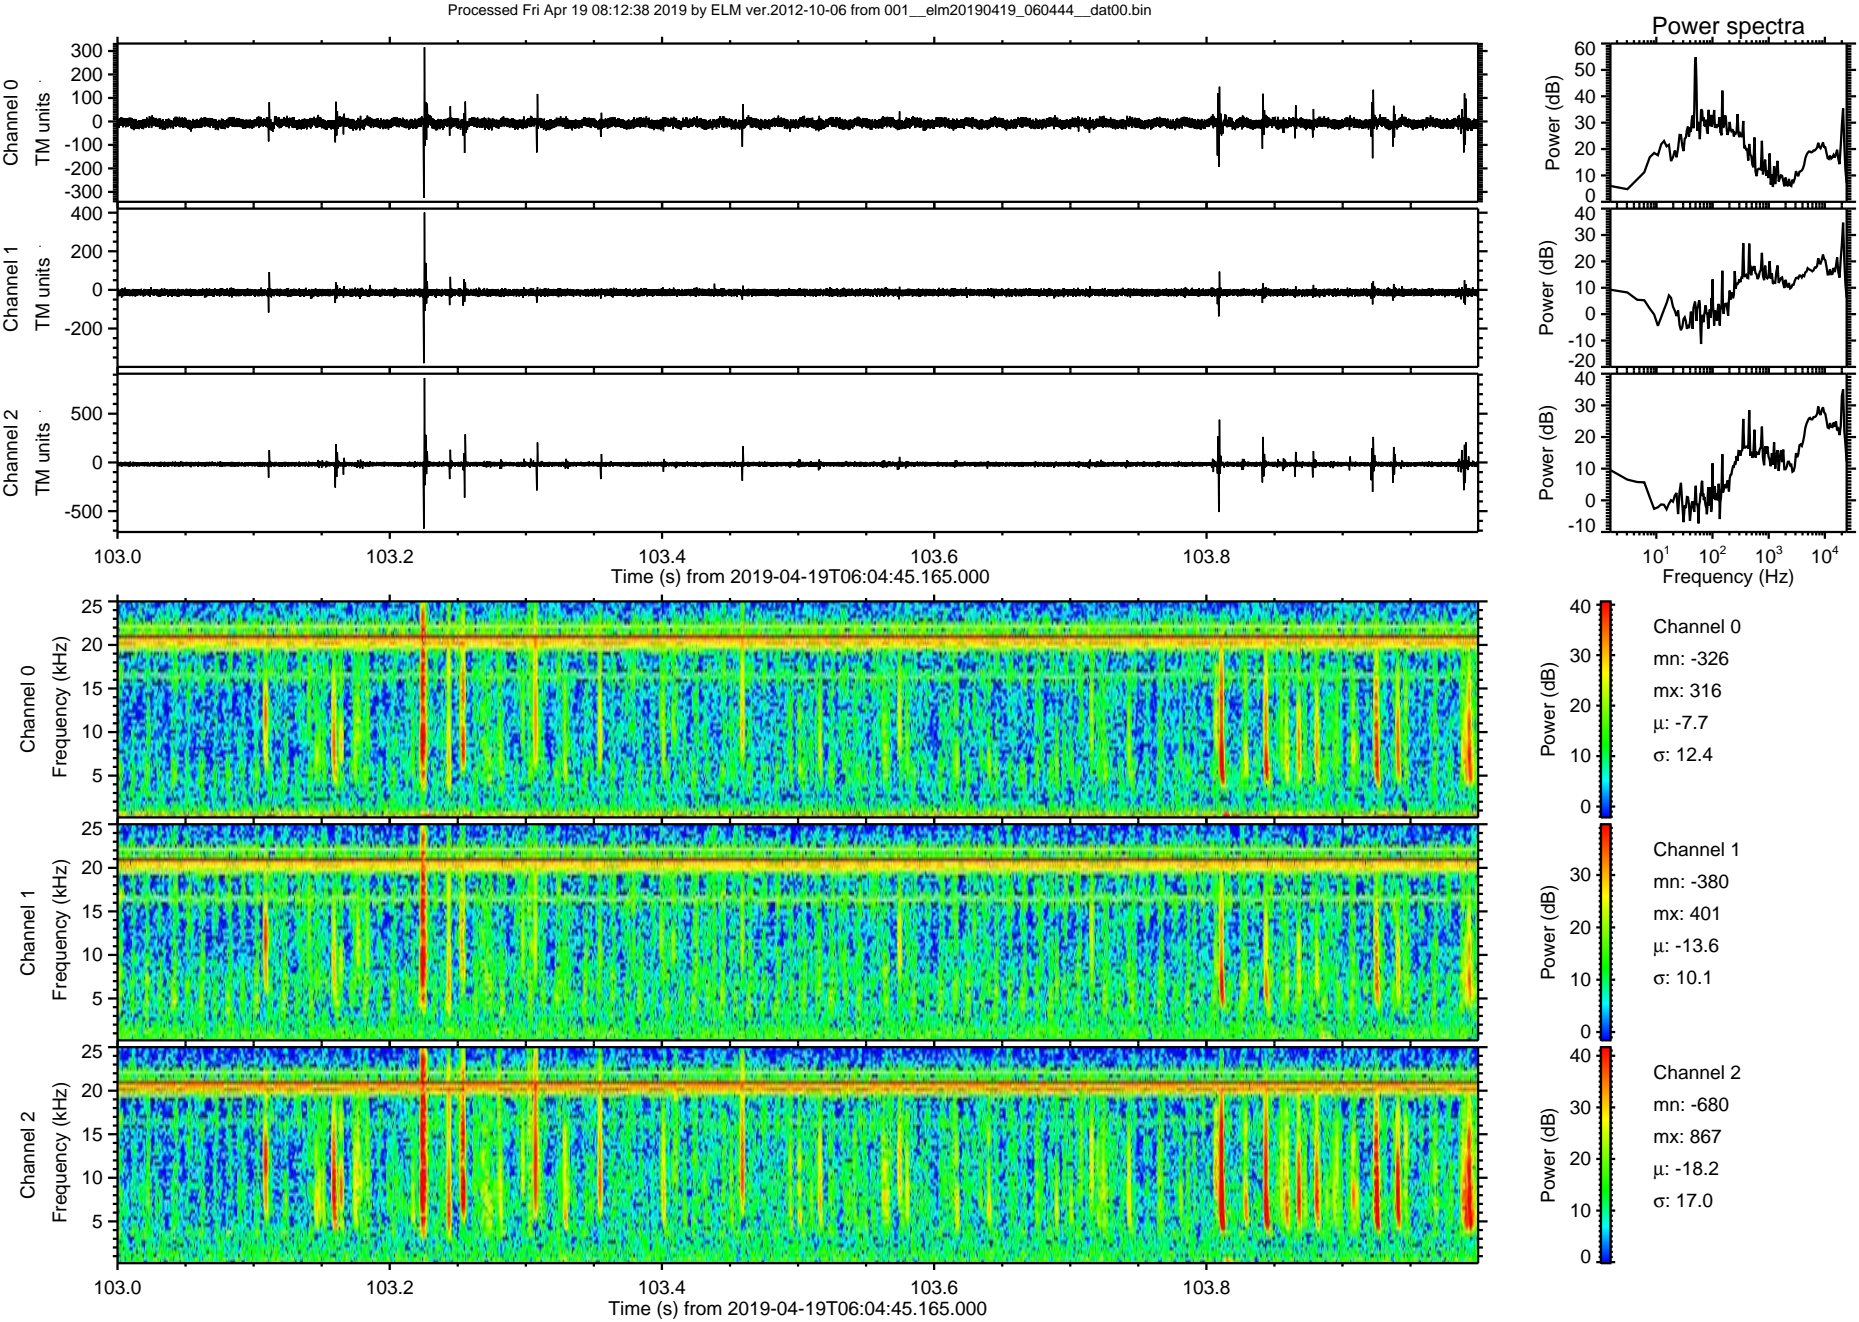 Processed Fri Apr 19 08:12:38 2019 by ELM ver.2012-10-06 from 001__elm20190419_060444__dat00.bin
Power spectra
Channel 0
TM units
300
200
100
0
-100
-200
-300
Power (dB)
60
50
40
30
20
10
0
Channel 1
TM units
400
200
0
-200
Power (dB)
40
30
20
10
0
-10
-20
Channel 2
TM units
500
0
-500
Power (dB)
40
30
20
10
0
-10
103.0 103.2 103.4 103.6 103.8
Time (s) from 2019-04-19T06:04:45.165.000
10¹ 10² 10³ 10⁴
Frequency (Hz)
Channel 0
Frequency (kHz)
25
20
15
10
5
Power (dB)
40
30
20
10
0
Channel 0
mn: -326
mx: 316
μ: -7.7
σ: 12.4
Channel 1
Frequency (kHz)
25
20
15
10
5
Power (dB)
30
20
10
0
Channel 1
mn: -380
mx: 401
μ: -13.6
σ: 10.1
Channel 2
Frequency (kHz)
25
20
15
10
5
Power (dB)
40
30
20
10
0
Channel 2
mn: -680
mx: 867
μ: -18.2
σ: 17.0
103.0 103.2 103.4 103.6 103.8
Time (s) from 2019-04-19T06:04:45.165.000